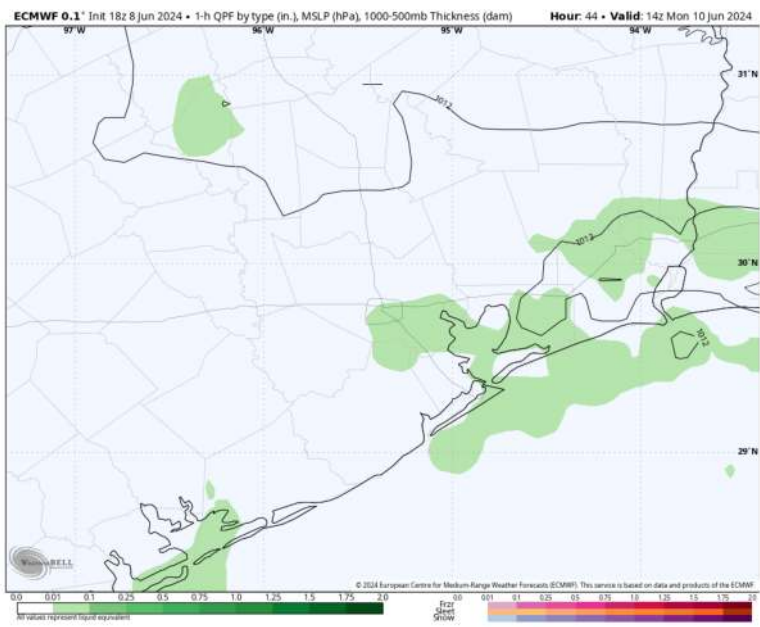 ECMWF 0.1° Init 18z 8 Jun 2024 • 1-h QPF by type (in.), MSLP (hPa), 1000-500mb Thickness (dam) Hour: 44 • Valid: 14z Mon 10 Jun 2024
97°W 96°W 95°W 94°W
31°N
1012
1012
30°N
1012
29°N
WEATHERBELL
© 2024 European Centre for Medium-Range Weather Forecasts (ECMWF). This service is based on data and products of the ECMWF
0.0 0.01 0.1 0.25 0.5 0.75 1.0 1.25 1.5 1.75 2.0
0.0 0.01 0.1 0.25 0.5 0.75 1.0 1.25 1.5 1.75 2.0
Frzr
Sleet
Snow
All values represent liquid equivalent